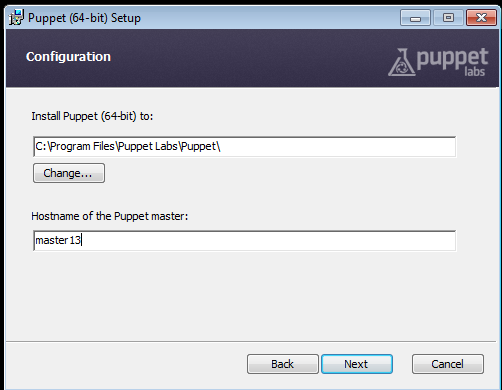 Puppet (64-bit) Setup
Configuration
puppet
labs
Install Puppet (64-bit) to:
C:\Program Files\Puppet Labs\Puppet\
Change...
Hostname of the Puppet master:
master13
Back Next Cancel